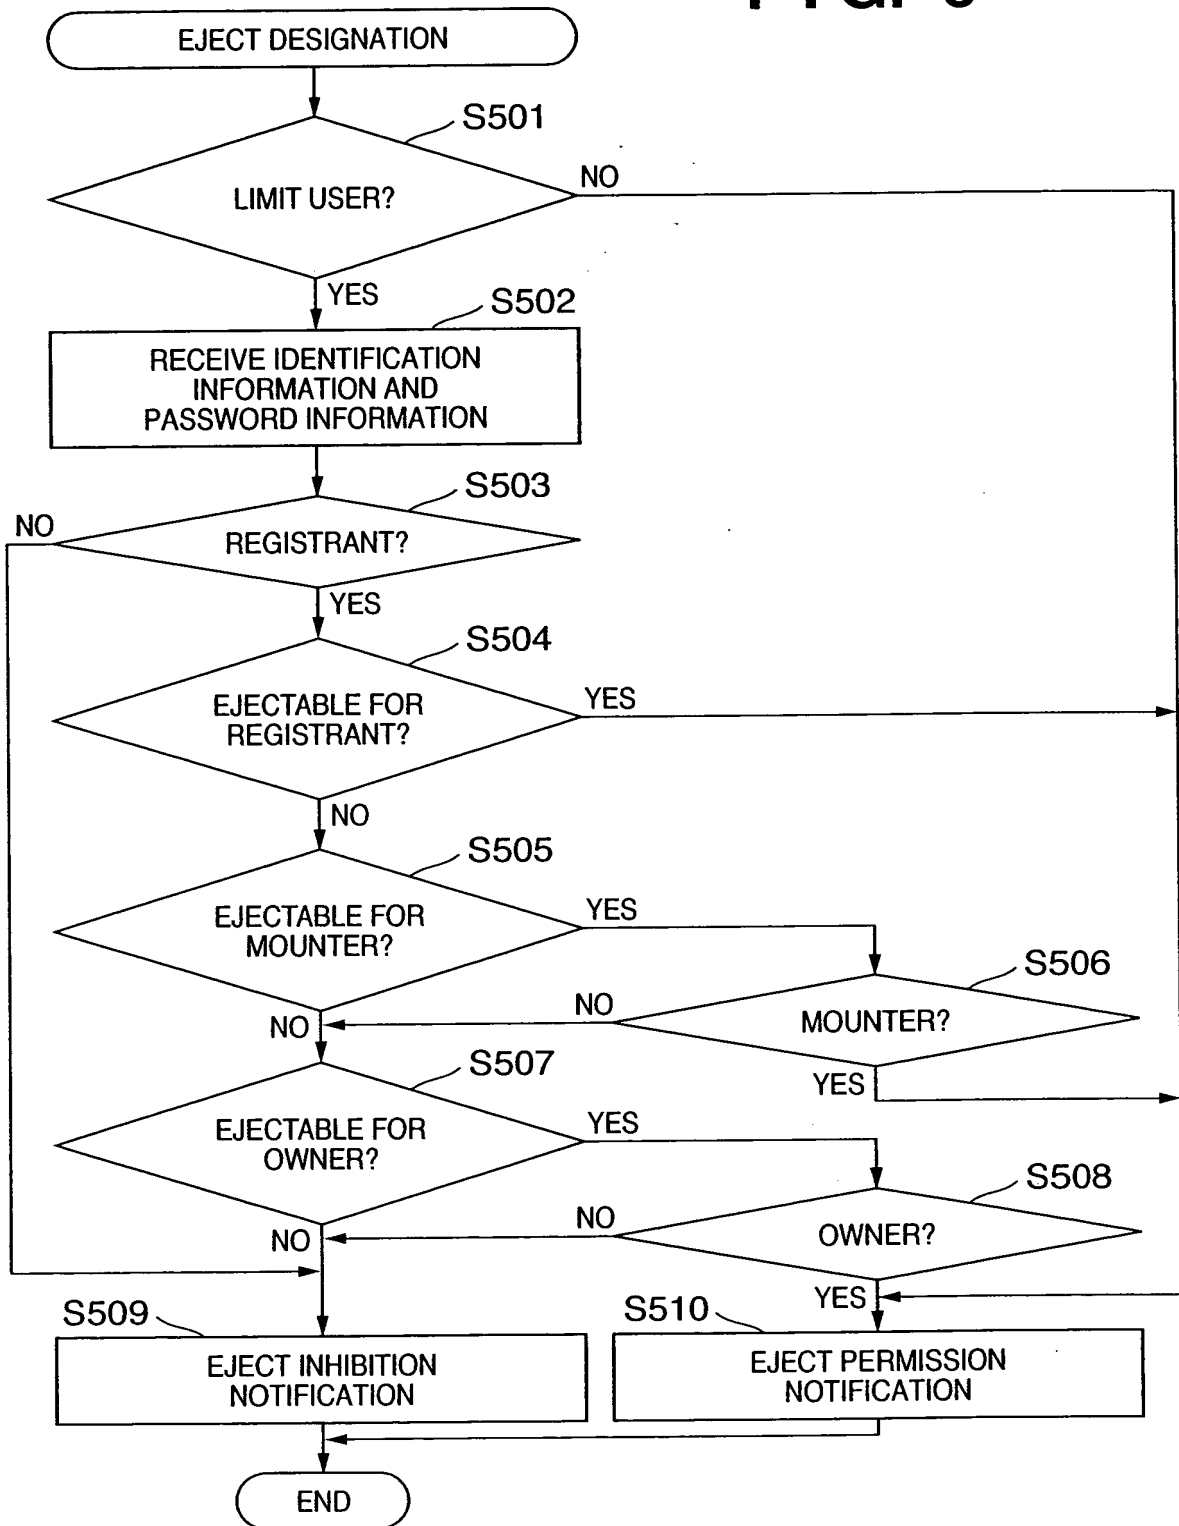 EJECT DESIGNATION
S501
LIMIT USER?
NO
YES
S502
RECEIVE IDENTIFICATION
INFORMATION AND
PASSWORD INFORMATION
S503
NO
REGISTRANT?
YES
S504
EJECTABLE FOR
REGISTRANT?
YES
NO
S505
EJECTABLE FOR
MOUNTER?
YES
S506
MOUNTER?
NO
NO
YES
S507
EJECTABLE FOR
OWNER?
YES
S508
OWNER?
NO
NO
YES
S509
EJECT INHIBITION
NOTIFICATION
S510
EJECT PERMISSION
NOTIFICATION
END